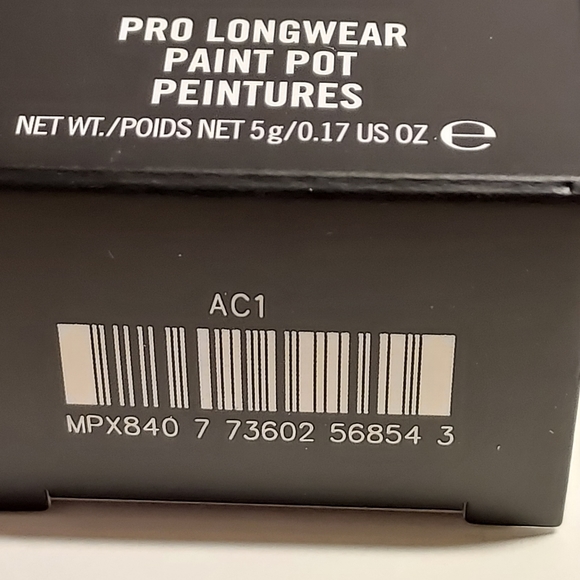 PRO LONGWEAR
PAINT POT
PEINTURES
NET WT./POIDS NET 5g/0.17 US OZ. e
AC1
MPX840 7 73602 56854 3